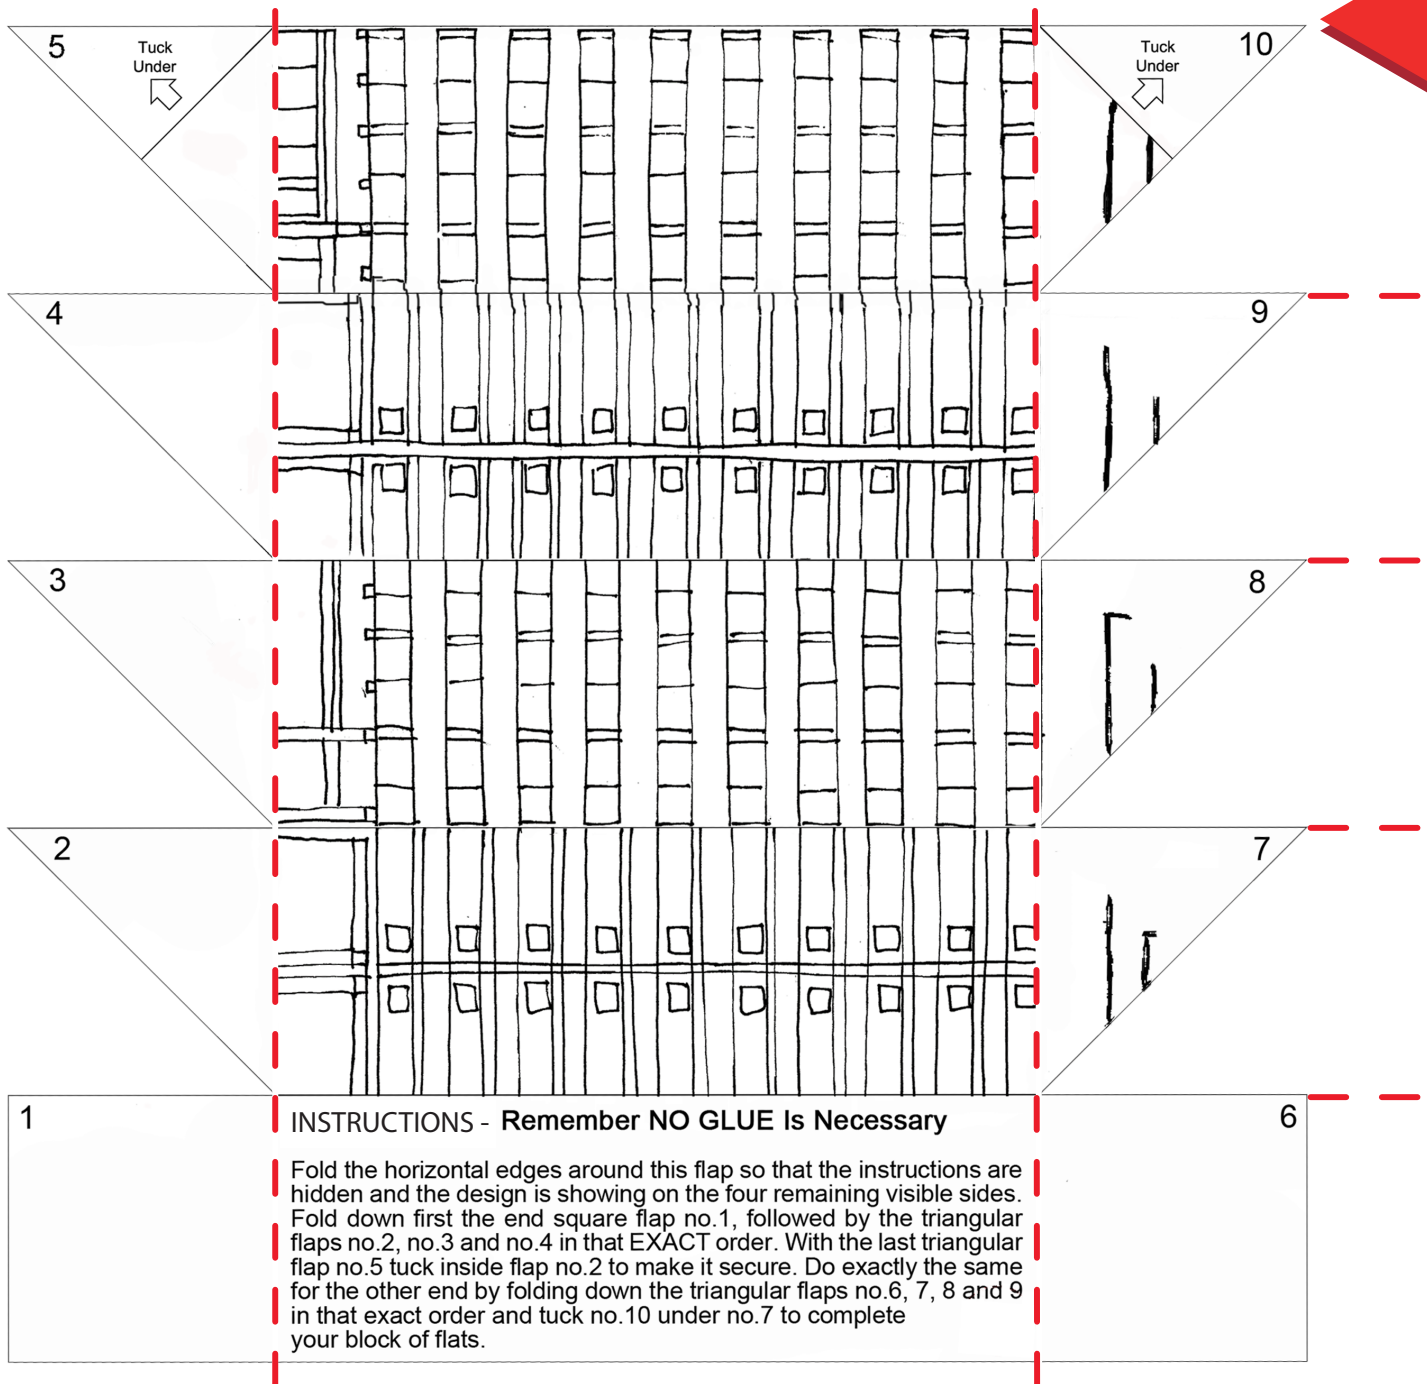 5
Tuck
Under
Tuck
Under
10
4
9
3
8
2
7
1
INSTRUCTIONS - Remember NO GLUE Is Necessary
6
Fold the horizontal edges around this flap so that the instructions are
hidden and the design is showing on the four remaining visible sides.
Fold down first the end square flap no.1, followed by the triangular
flaps no.2, no.3 and no.4 in that EXACT order. With the last triangular
flap no.5 tuck inside flap no.2 to make it secure. Do exactly the same
for the other end by folding down the triangular flaps no.6, 7, 8 and 9
in that exact order and tuck no.10 under no.7 to complete
your block of flats.